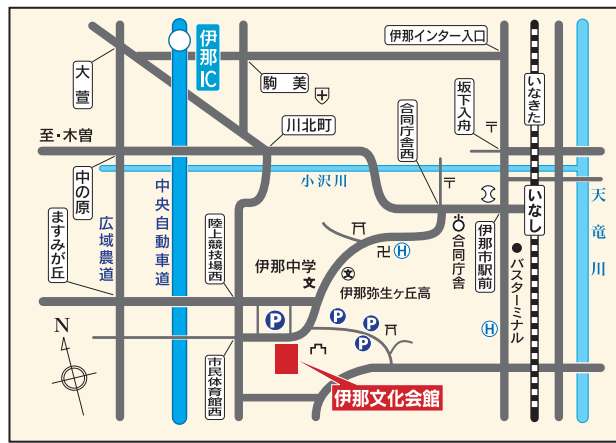 伊那インター入口
伊那
IC
大萱
駒美
坂下入舟
いなきた
川北町
合同庁舎西
至・木曽
〒
〒
中の原
小沢川
中央自動車道
広域農道
ますみが丘
陸上競技場西
いなし
天竜川
伊那市駅前
合同庁舎
バスターミナル
卍
H
伊那中学
文
文
伊那弥生ヶ丘高
P
P
P
P
H
N
市民体育館西
伊那文化会館